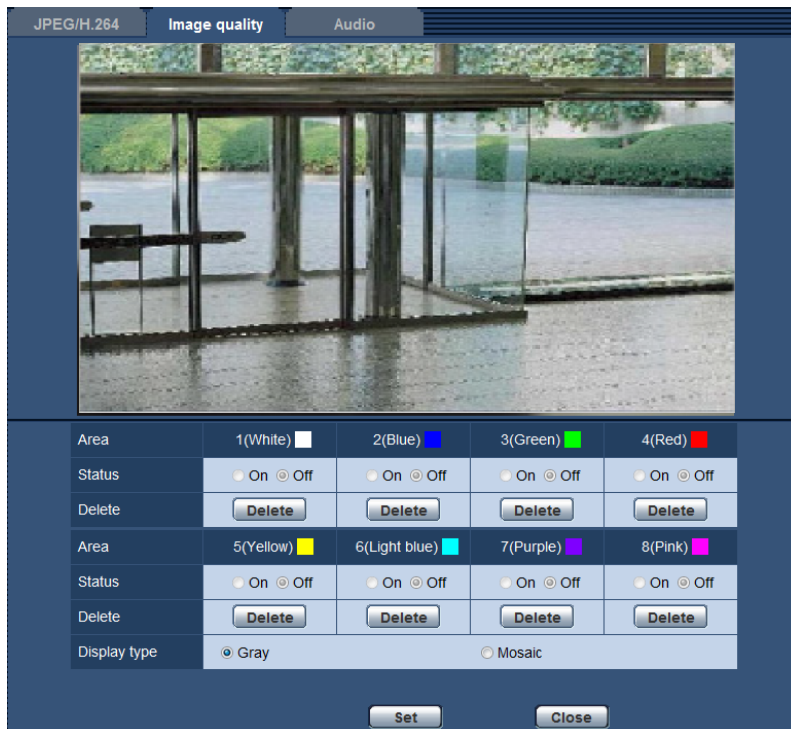 JPEG/H.264 Image quality Audio
Area 1(White) 2(Blue) 3(Green) 4(Red)
Status On Off On Off On Off On Off
Delete Delete Delete Delete Delete
Area 5(Yellow) 6(Light blue) 7(Purple) 8(Pink)
Status On Off On Off On Off On Off
Delete Delete Delete Delete Delete
Display type Gray Mosaic
Set Close